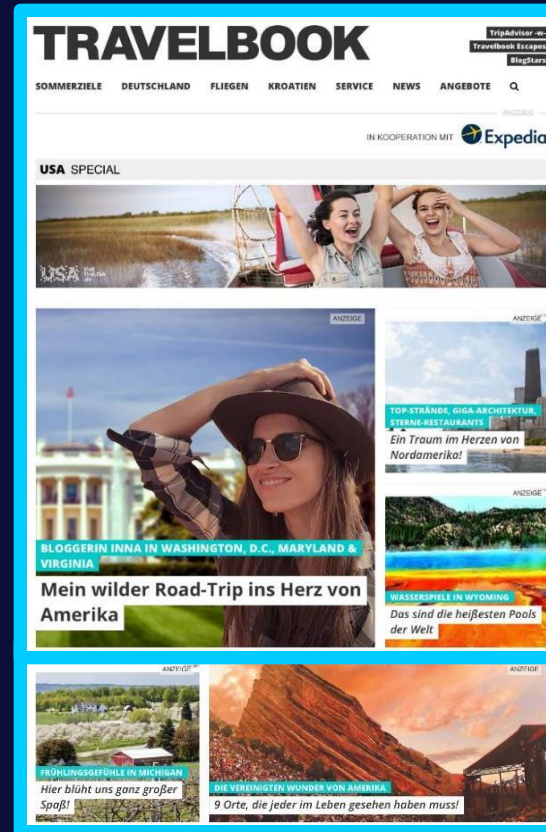 TRAVELBOOK
TripAdvisor -w-
Travelbook Escapes
BlogStars
SOMMERZIELE DEUTSCHLAND FLIEGEN KROATIEN SERVICE NEWS ANGEBOTE
ANZEIGE
IN KOOPERATION MIT Expedia
USA SPECIAL
USA Visit
TheUSA
.de
ANZEIGE
BLOGGERIN INNA IN WASHINGTON, D.C., MARYLAND &
VIRGINIA
Mein wilder Road-Trip ins Herz von
Amerika
ANZEIGE
TOP-STRÄNDE, GIGA-ARCHITEKTUR,
STERNE-RESTAURANTS
Ein Traum im Herzen von
Nordamerika!
ANZEIGE
WASSERSPIELE IN WYOMING
Das sind die heißesten Pools
der Welt
ANZEIGE
FRÜHLINGSGEFÜHLE IN MICHIGAN
Hier blüht uns ganz großer
Spaß!
ANZEIGE
DIE VEREINIGTEN WUNDER VON AMERIKA
9 Orte, die jeder im Leben gesehen haben muss!